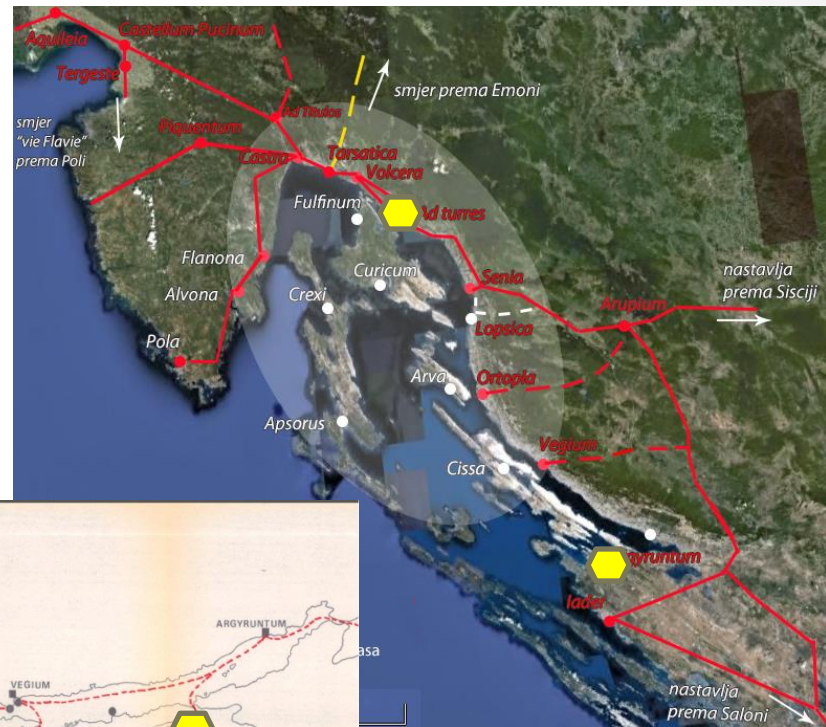 Aquileia
Castellum Pucinum
Tergeste
smjer
"vie Flavie"
prema Poli
Piquentum
Ad Titulos
smjer prema Emoni
Castra
Tarsatica
Volcera
Fulfinum
Ad turres
Flanona
Curicum
Senia
nastavlja
prema Sisciji
Alvona
Crexi
Arupium
Lopsica
Pola
Arva
Ortopla
Apsorus
Vegium
Cissa
Iader
nastavlja
prema Saloni
ARGYRUNTUM
VEGIUM